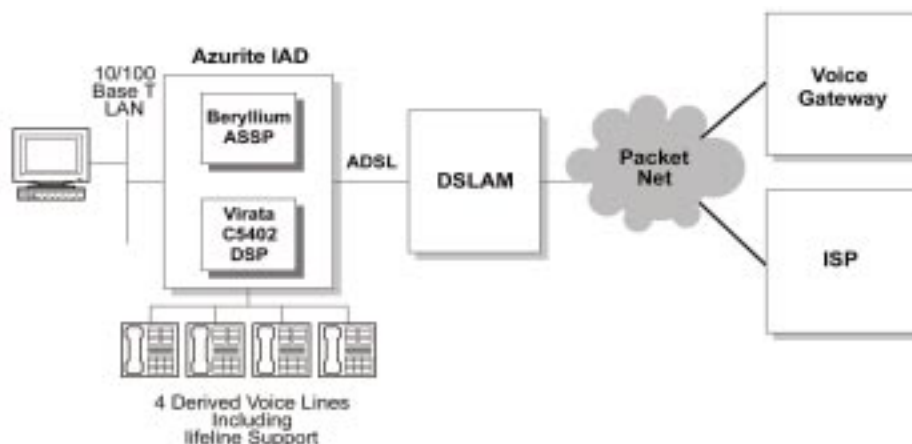 Azurite IAD
10/100
Base T
LAN
Beryllium
ASSP
Virata
C5402
DSP
ADSL
DSLAM
Packet
Net
Voice
Gateway
ISP
4 Derived Voice Lines
Including
lifeline Support